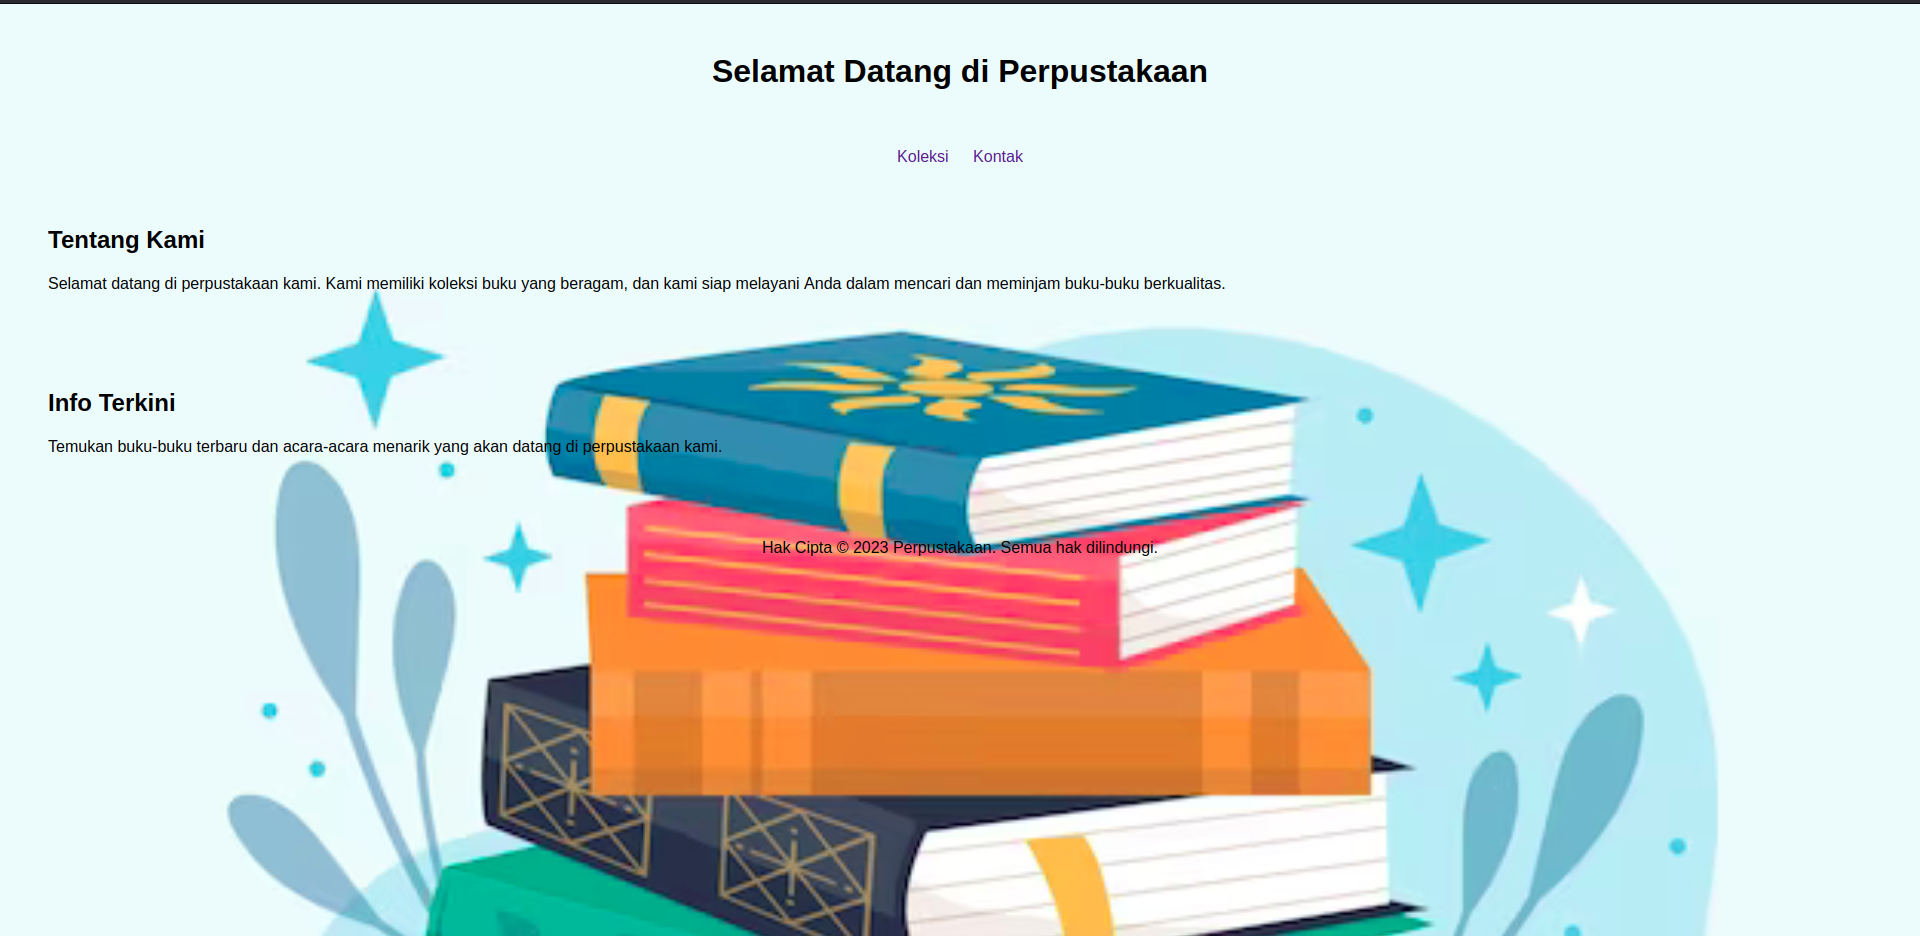 Selamat Datang di Perpustakaan
Koleksi Kontak
Tentang Kami
Selamat datang di perpustakaan kami. Kami memiliki koleksi buku yang beragam, dan kami siap melayani Anda dalam mencari dan meminjam buku-buku berkualitas.
Info Terkini
Temukan buku-buku terbaru dan acara-acara menarik yang akan datang di perpustakaan kami.
Hak Cipta © 2023 Perpustakaan. Semua hak dilindungi.